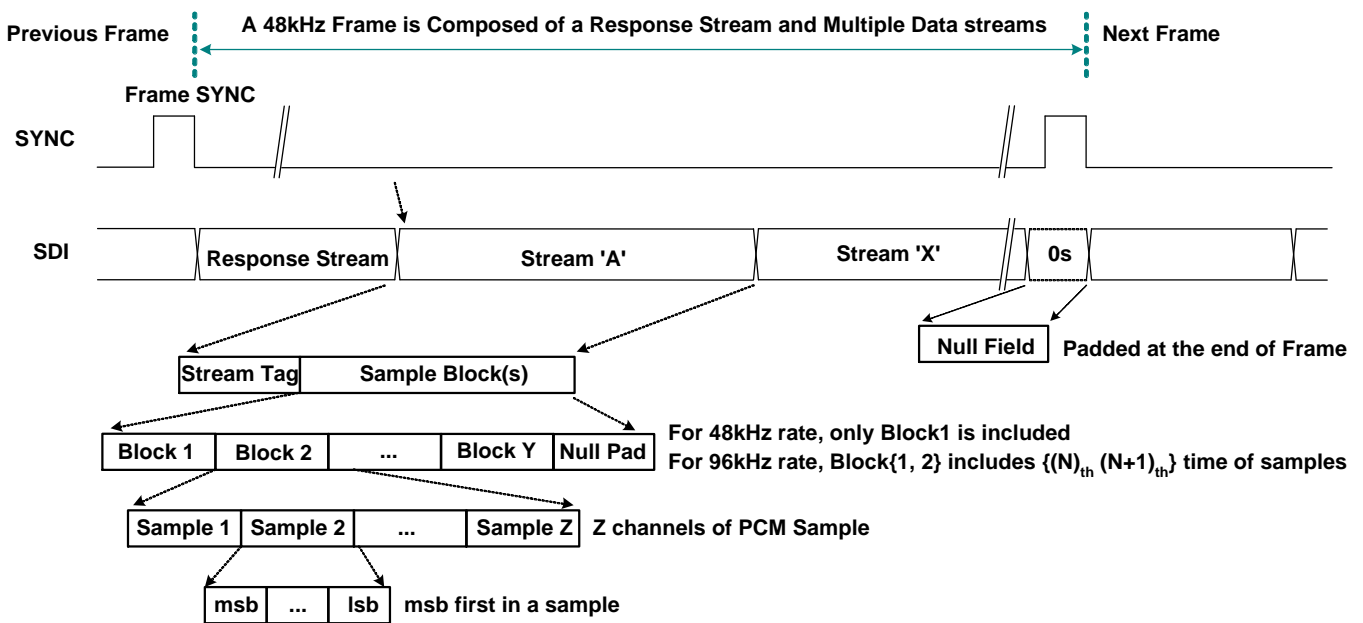 A 48kHz Frame is Composed of a Response Stream and Multiple Data streams
Previous Frame
Next Frame
Frame SYNC
SYNC
SDI
Response Stream
Stream 'A'
Stream 'X'
0s
Null Field
Padded at the end of Frame
Stream Tag
Sample Block(s)
Block 1
Block 2
...
Block Y
Null Pad
For 48kHz rate, only Block1 is included
For 96kHz rate, Block{1, 2} includes {(N)th (N+1)th} time of samples
Sample 1
Sample 2
...
Sample Z
Z channels of PCM Sample
msb
...
lsb
msb first in a sample